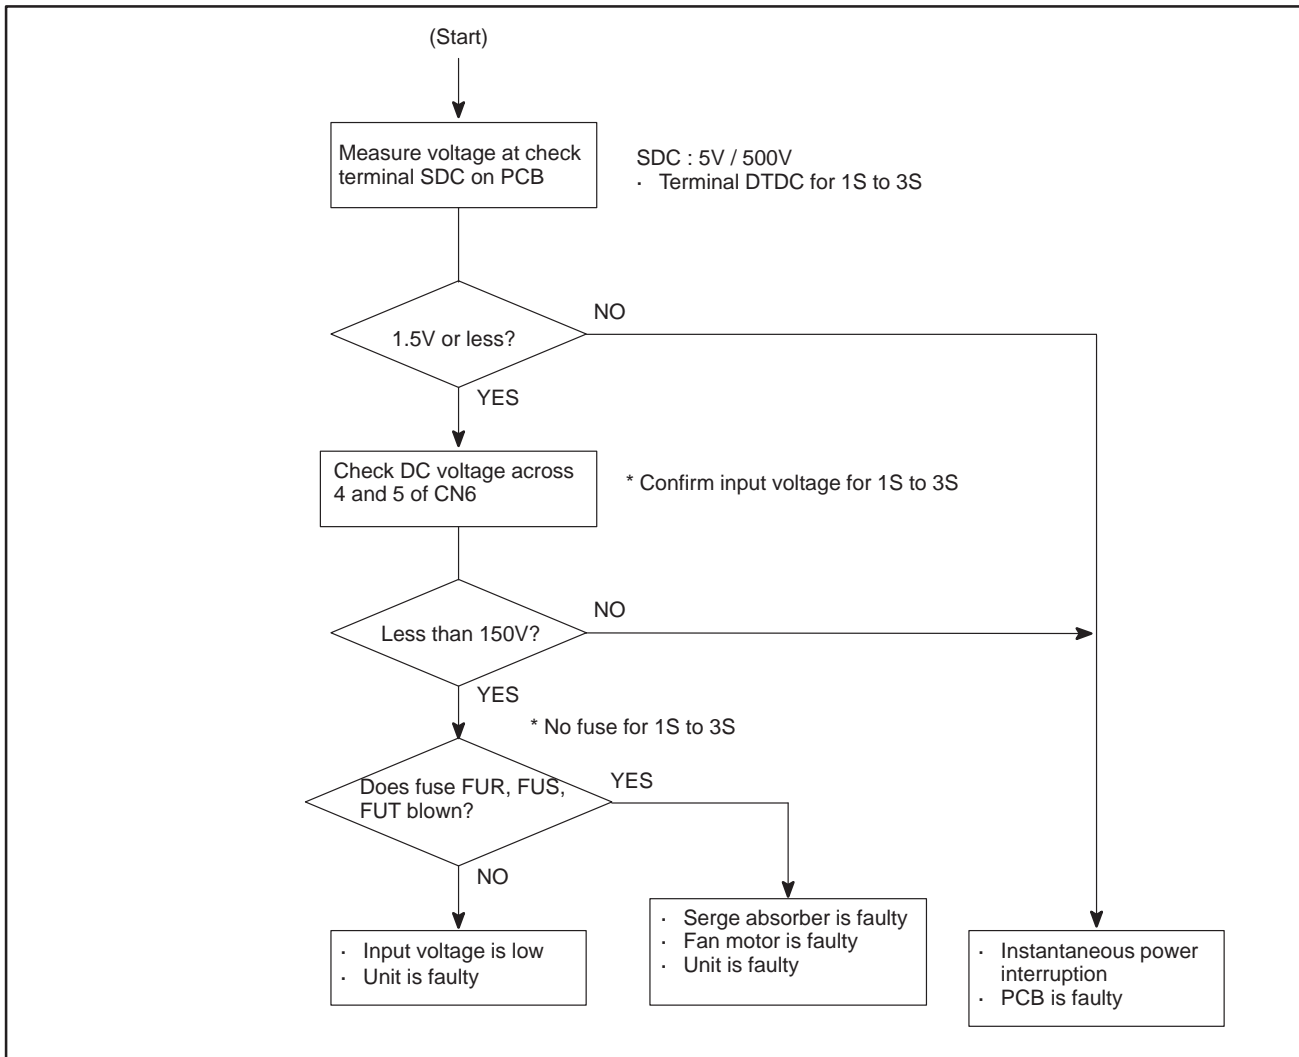 (Start)
Measure voltage at check
terminal SDC on PCB
SDC : 5V / 500V
· Terminal DTDC for 1S to 3S
1.5V or less?
NO
YES
Check DC voltage across
4 and 5 of CN6
* Confirm input voltage for 1S to 3S
Less than 150V?
NO
YES
* No fuse for 1S to 3S
Does fuse FUR, FUS,
FUT blown?
YES
NO
· Input voltage is low
· Unit is faulty
· Serge absorber is faulty
· Fan motor is faulty
· Unit is faulty
· Instantaneous power
interruption
· PCB is faulty